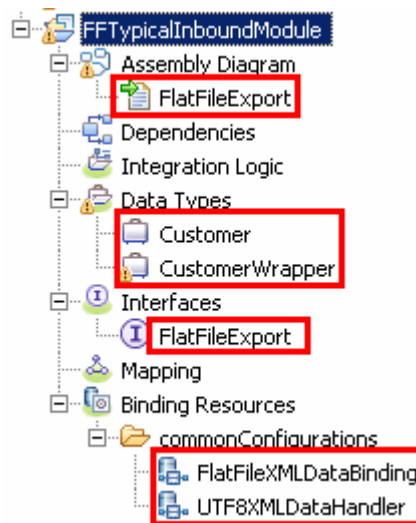 FFTypicalInboundModule
Assembly Diagram
FlatFileExport
Dependencies
Integration Logic
Data Types
Customer
CustomerWrapper
Interfaces
FlatFileExport
Mapping
Binding Resources
commonConfigurations
FlatFileXMLDataBinding
UTF8XMLDataHandler